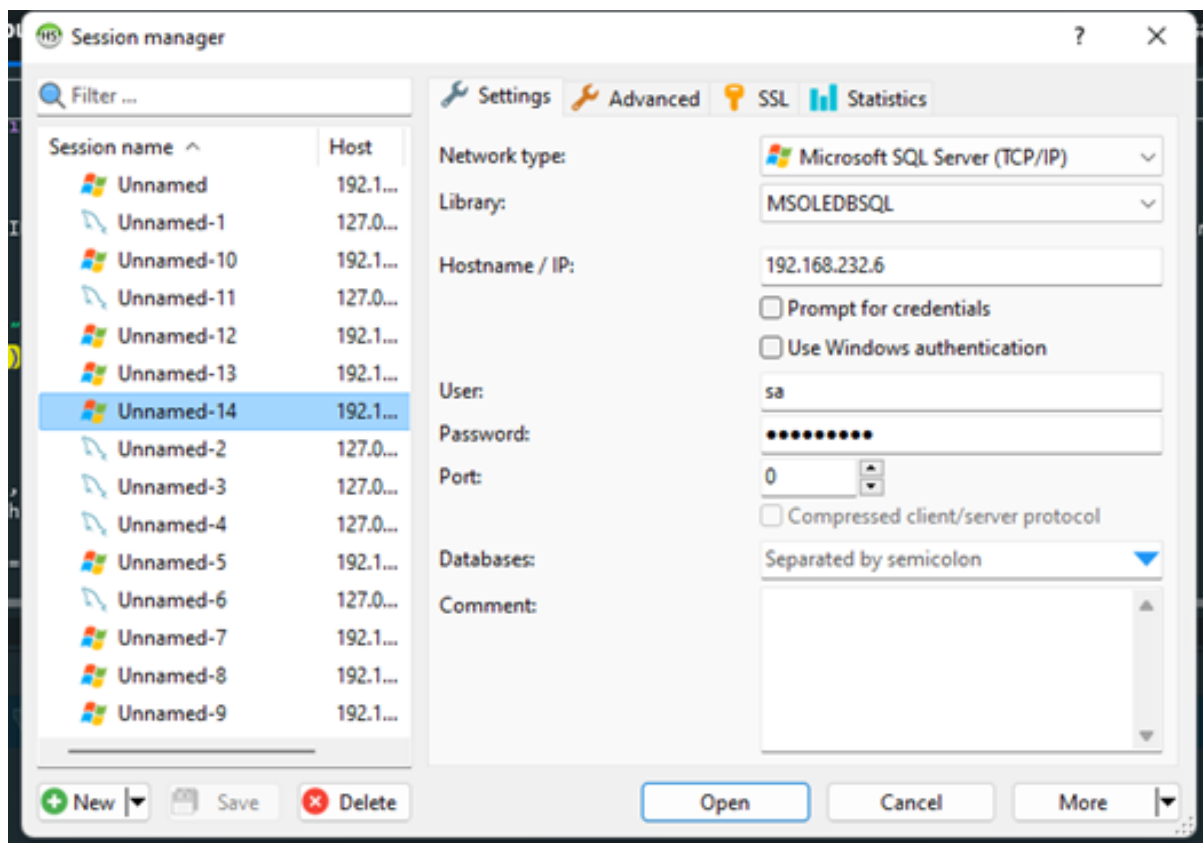 HS Session manager ?
Filter ...
Settings Advanced SSL Statistics
Session name Host
Unnamed 192.1...
Unnamed-1 127.0...
Unnamed-10 192.1...
Unnamed-11 127.0...
Unnamed-12 192.1...
Unnamed-13 192.1...
Unnamed-14 192.1...
Unnamed-2 127.0...
Unnamed-3 127.0...
Unnamed-4 127.0...
Unnamed-5 192.1...
Unnamed-6 127.0...
Unnamed-7 192.1...
Unnamed-8 192.1...
Unnamed-9 192.1...
Network type: Microsoft SQL Server (TCP/IP)
Library: MSOLEDBSQL
Hostname / IP: 192.168.232.6
Prompt for credentials
Use Windows authentication
User: sa
Password: ●●●●●●●●●
Port: 0
Compressed client/server protocol
Databases: Separated by semicolon
Comment:
New Save Delete Open Cancel More